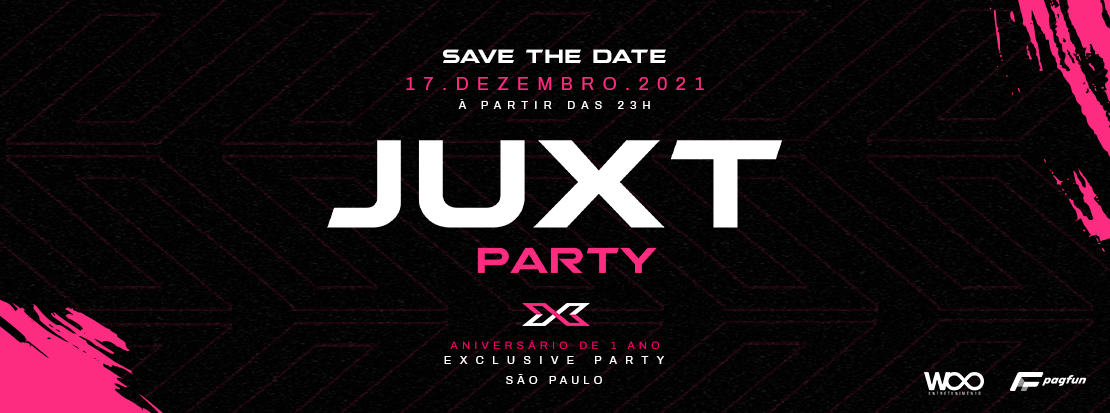 SAVE THE DATE
17.DEZEMBRO.2021
À PARTIR DAS 23H
JUXT
PARTY
ANIVERSÁRIO DE 1 ANO
EXCLUSIVE PARTY
SÃO PAULO
WOO
ENTRETENIMENTO
pagfun